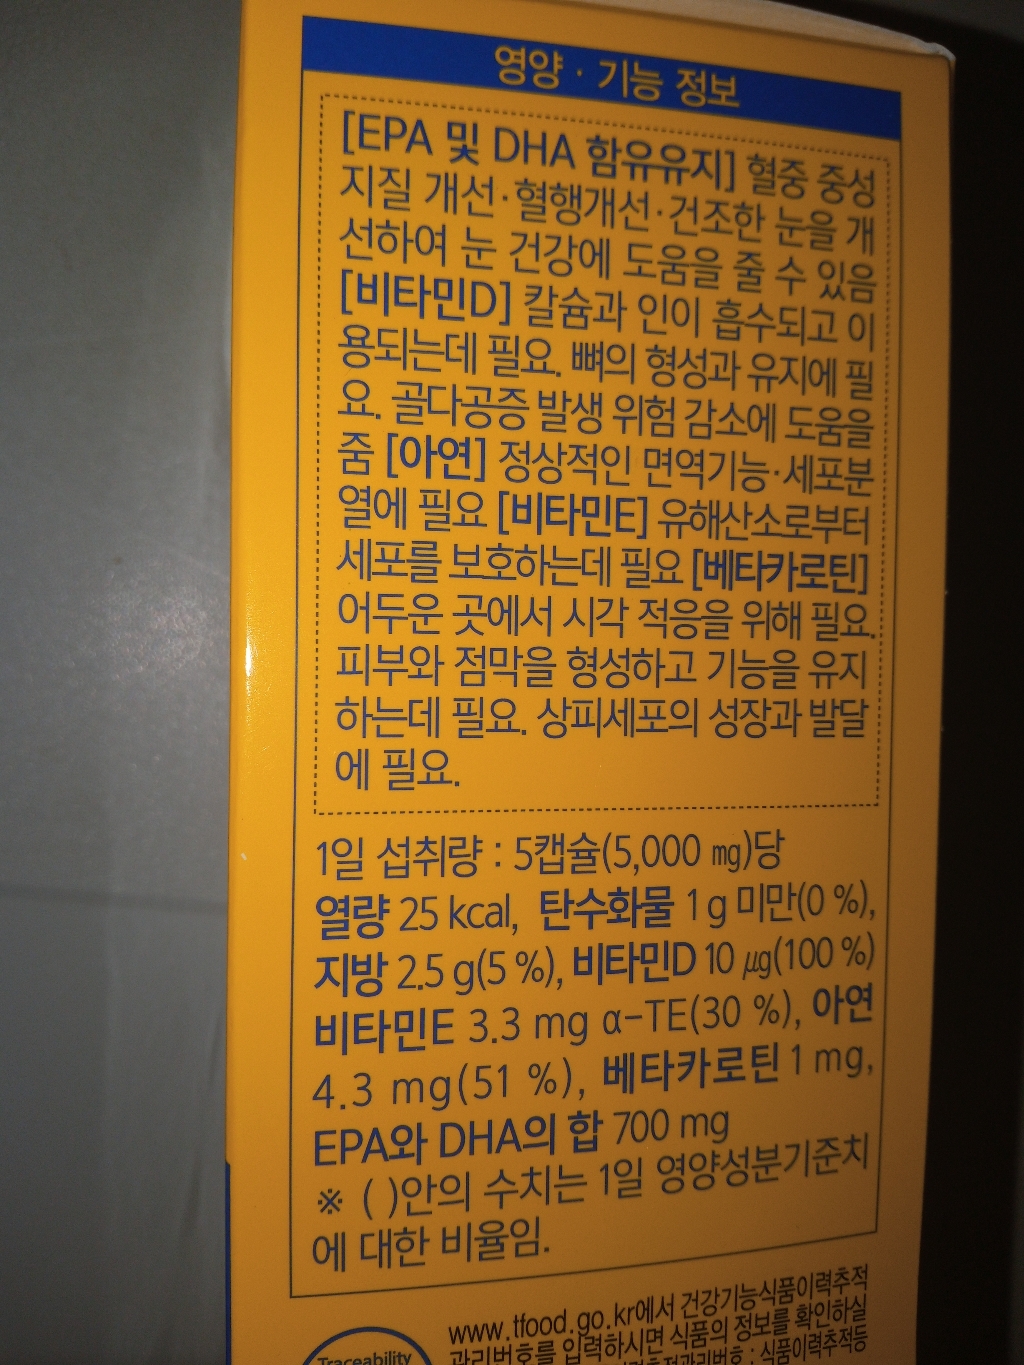 영양 · 기능 정보
[EPA 및 DHA 함유유지] 혈중 중성
지질 개선·혈행개선·건조한 눈을 개
선하여 눈 건강에 도움을 줄 수 있음
[비타민D] 칼슘과 인이 흡수되고 이
용되는데 필요. 뼈의 형성과 유지에 필
요. 골다공증 발생 위험 감소에 도움을
줌 [아연] 정상적인 면역기능·세포분
열에 필요 [비타민E] 유해산소로부터
세포를 보호하는데 필요 [베타카로틴]
어두운 곳에서 시각 적응을 위해 필요.
피부와 점막을 형성하고 기능을 유지
하는데 필요. 상피세포의 성장과 발달
에 필요.
1일 섭취량 : 5캡슐(5,000 mg)당
열량 25 kcal, 탄수화물 1 g 미만(0 %),
지방 2.5 g(5 %), 비타민D 10 μg(100 %)
비타민E 3.3 mg α-TE(30 %), 아연
4.3 mg(51 %), 베타카로틴 1 mg,
EPA와 DHA의 합 700 mg
※ ( )안의 수치는 1일 영양성분기준치
에 대한 비율임.
www.tfood.go.kr에서 건강기능식품이력추적
관리번호를 입력하시면 식품의 정보를 확인하실
Traceability
: 식품이력추적등